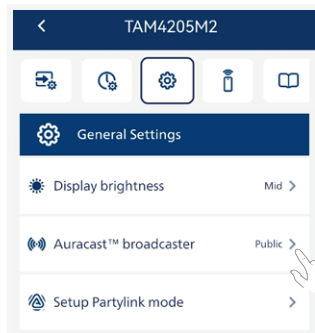 TAM4205M2
General Settings
Display brightness Mid
Auracast™ broadcaster Public
Setup Partylink mode